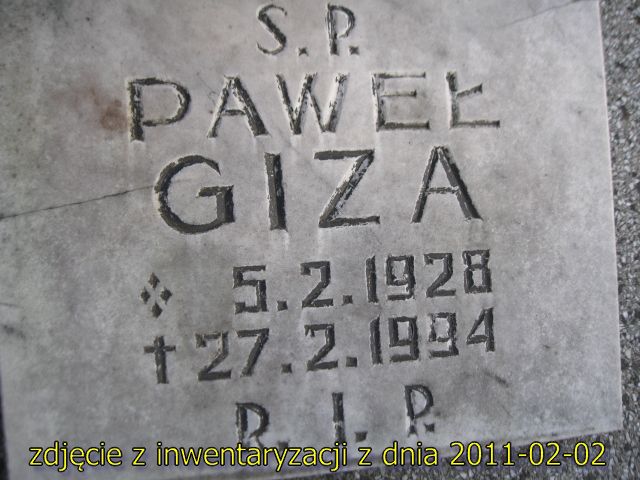 S.P.
PAWEŁ
GIZA
5.2.1928
✝27.2.1994
R.I.P.
zdjęcie z inwentaryzacji z dnia 2011-02-02